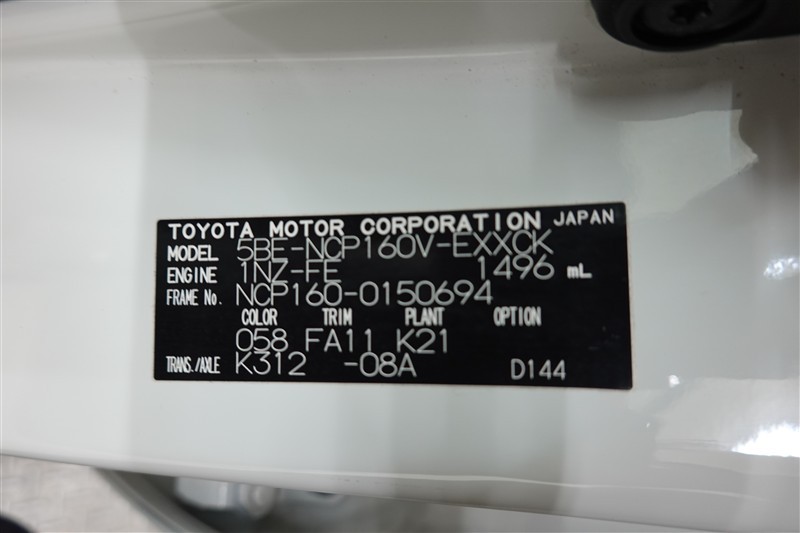 TOYOTA MOTOR CORPORATION JAPAN
MODEL 5BE-NCP160V-EXXCK
ENGINE 1NZ-FE 1496 mL
FRAME No. NCP160-0150694
COLOR TRIM PLANT OPTION
058 FA11 K21
TRANS./AXLE K312 -08A D144